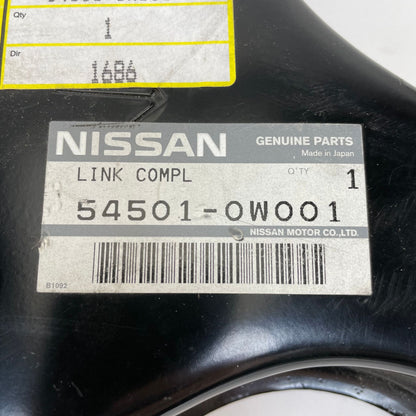 Qty
1
Dir
1686
NISSAN GENUINE PARTS
Made in Japan
LINK COMPL Q'TY 1
54501-0W001
NISSAN MOTOR CO.,LTD.
B1092